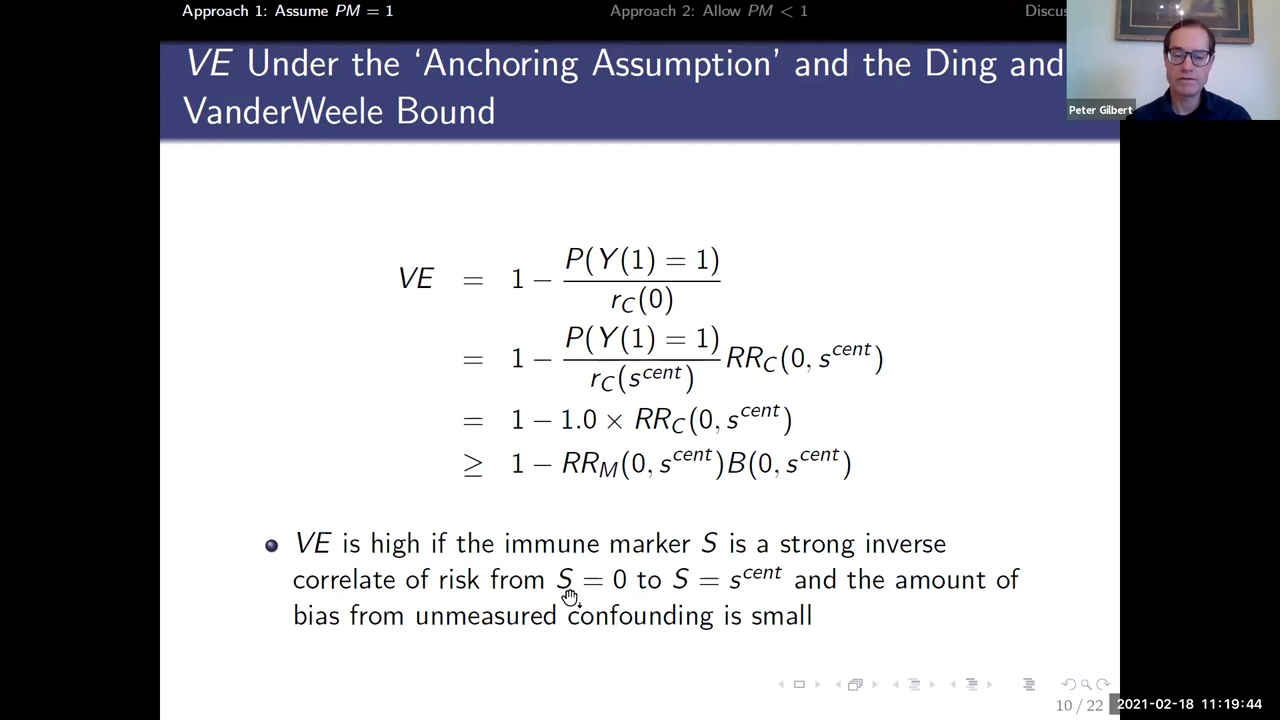 Approach 1: Assume PM = 1 Approach 2: Allow PM < 1 Discus
VE Under the ‘Anchoring Assumption’ and the Ding and
VanderWeele Bound
Peter Gilbert
VE = 1 − P(Y(1) = 1) / r_C(0)
= 1 − P(Y(1) = 1) / r_C(s^cent) RR_C(0, s^cent)
= 1 − 1.0 × RR_C(0, s^cent)
≥ 1 − RR_M(0, s^cent)B(0, s^cent)
VE is high if the immune marker S is a strong inverse
correlate of risk from S = 0 to S = s^cent and the amount of
bias from unmeasured confounding is small
10 / 22
2021-02-18 11:19:44